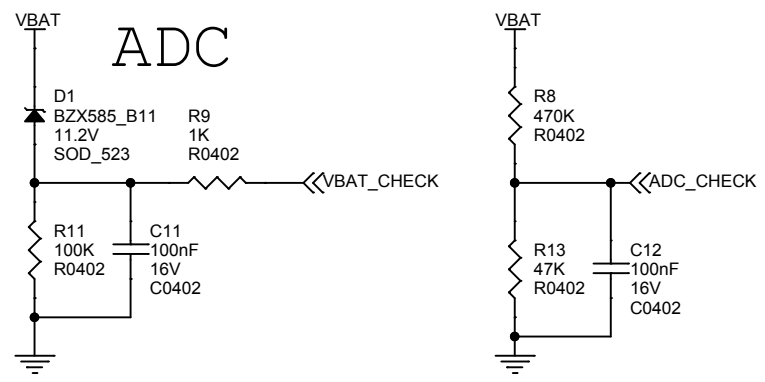 VBAT
ADC
D1
BZX585_B11
11.2V
SOD_523
R9
1K
R0402
VBAT_CHECK
R11
100K
R0402
C11
100nF
16V
C0402
VBAT
R8
470K
R0402
ADC_CHECK
R13
47K
R0402
C12
100nF
16V
C0402